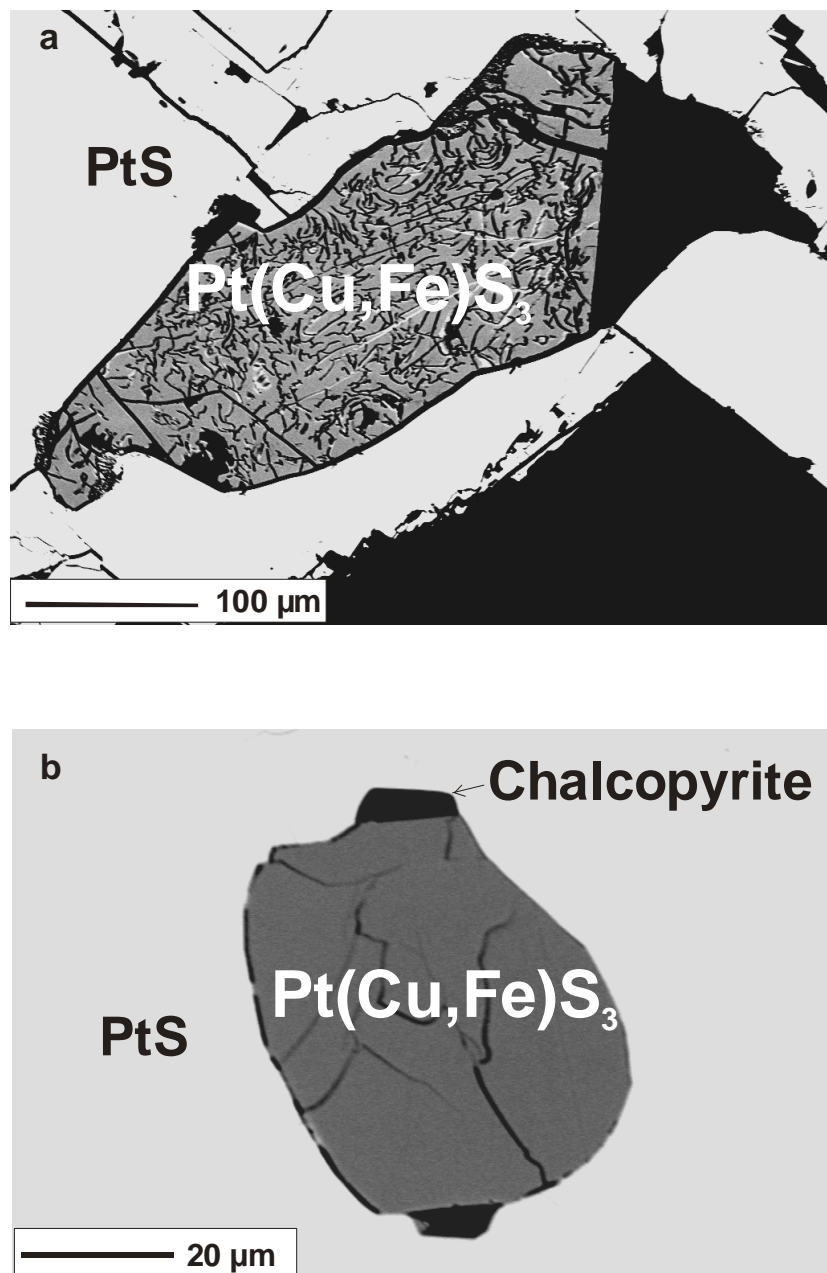 a
PtS
Pt(Cu,Fe)S₃
100 µm
b
Chalcopyrite
Pt(Cu,Fe)S₃
PtS
20 µm